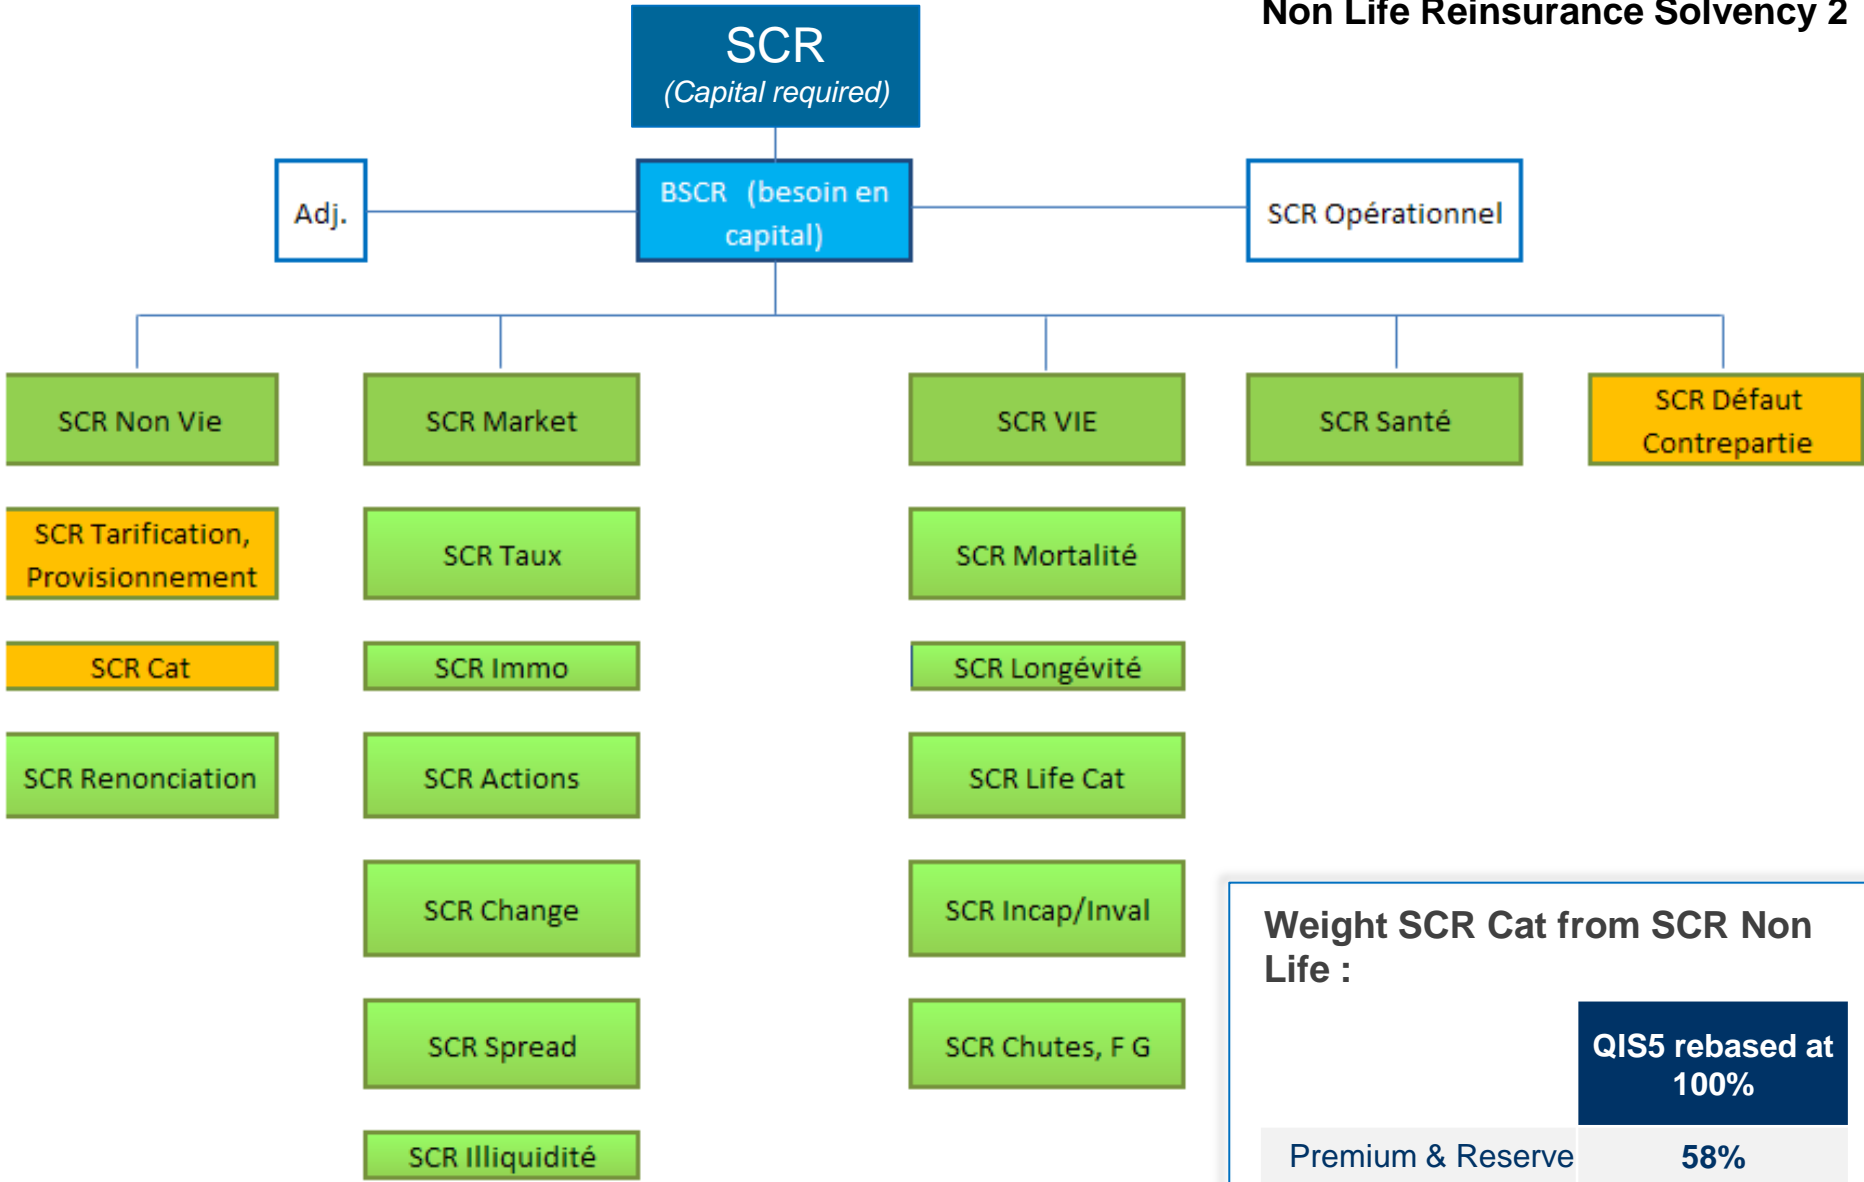 Non Life Reinsurance Solvency 2
SCR
(Capital required)
Adj.
BSCR (besoin en
capital)
SCR Opérationnel
SCR Non Vie
SCR Market
SCR VIE
SCR Santé
SCR Défaut
Contrepartie
SCR Tarification,
Provisionnement
SCR Taux
SCR Mortalité
SCR Cat
SCR Immo
SCR Longévité
SCR Renonciation
SCR Actions
SCR Life Cat
SCR Change
SCR Incap/Inval
SCR Spread
SCR Chutes, F G
SCR Illiquidité
Weight SCR Cat from SCR Non
Life :
QIS5 rebased at
100%
Premium & Reserve 58%